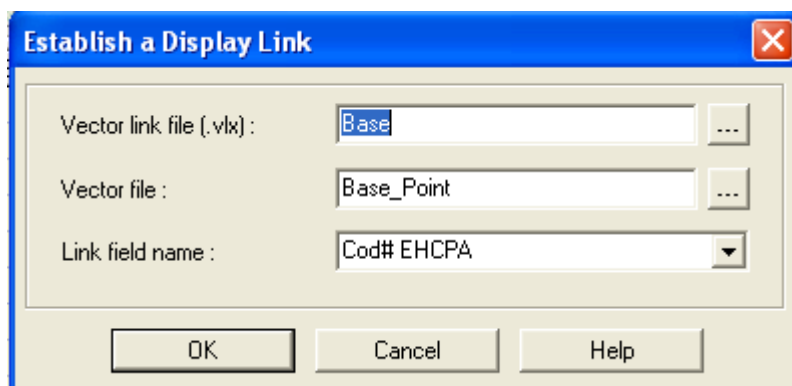 Establish a Display Link
Vector link file (.vlx) : Base ...
Vector file : Base_Point ...
Link field name : Cod# EHCPA
OK Cancel Help